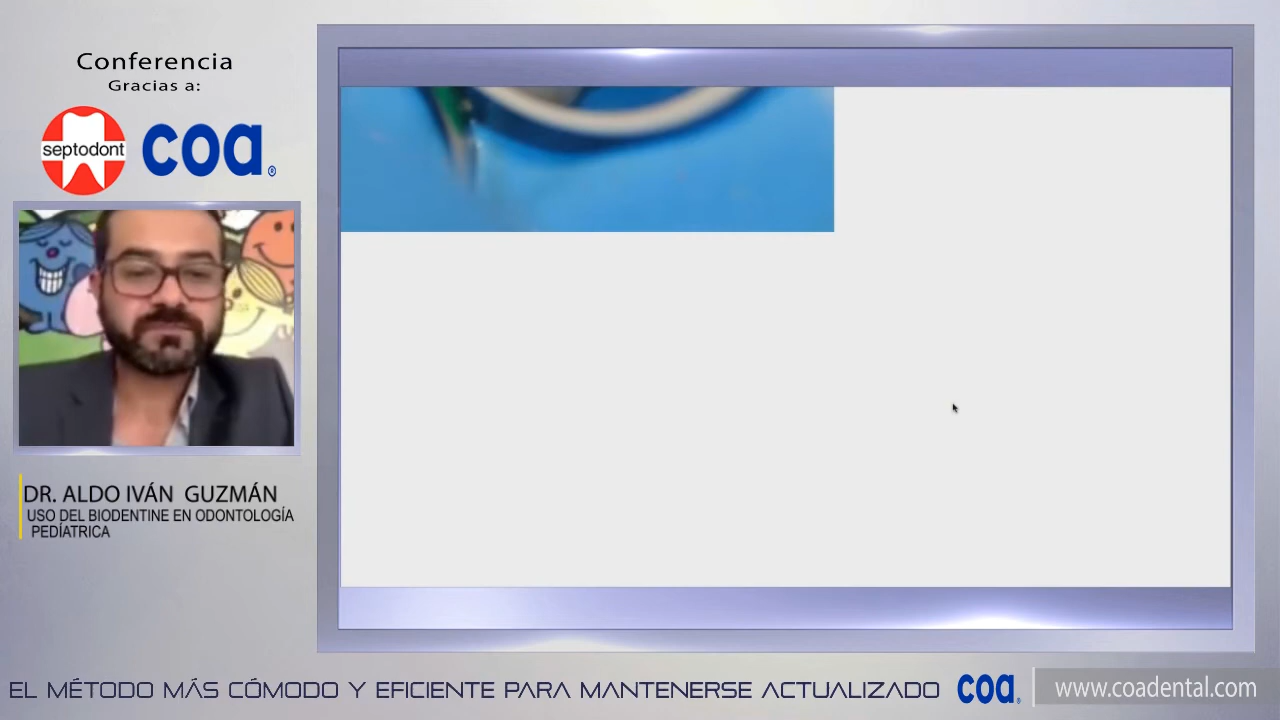 Conferencia
Gracias a:
septodont
coa®
DR. ALDO IVÁN GUZMÁN
USO DEL BIODENTINE EN ODONTOLOGÍA
PEDÍATRICA
EL MÉTODO MÁS CÓMODO Y EFICIENTE PARA MANTENERSE ACTUALIZADO
coa®
www.coadental.com